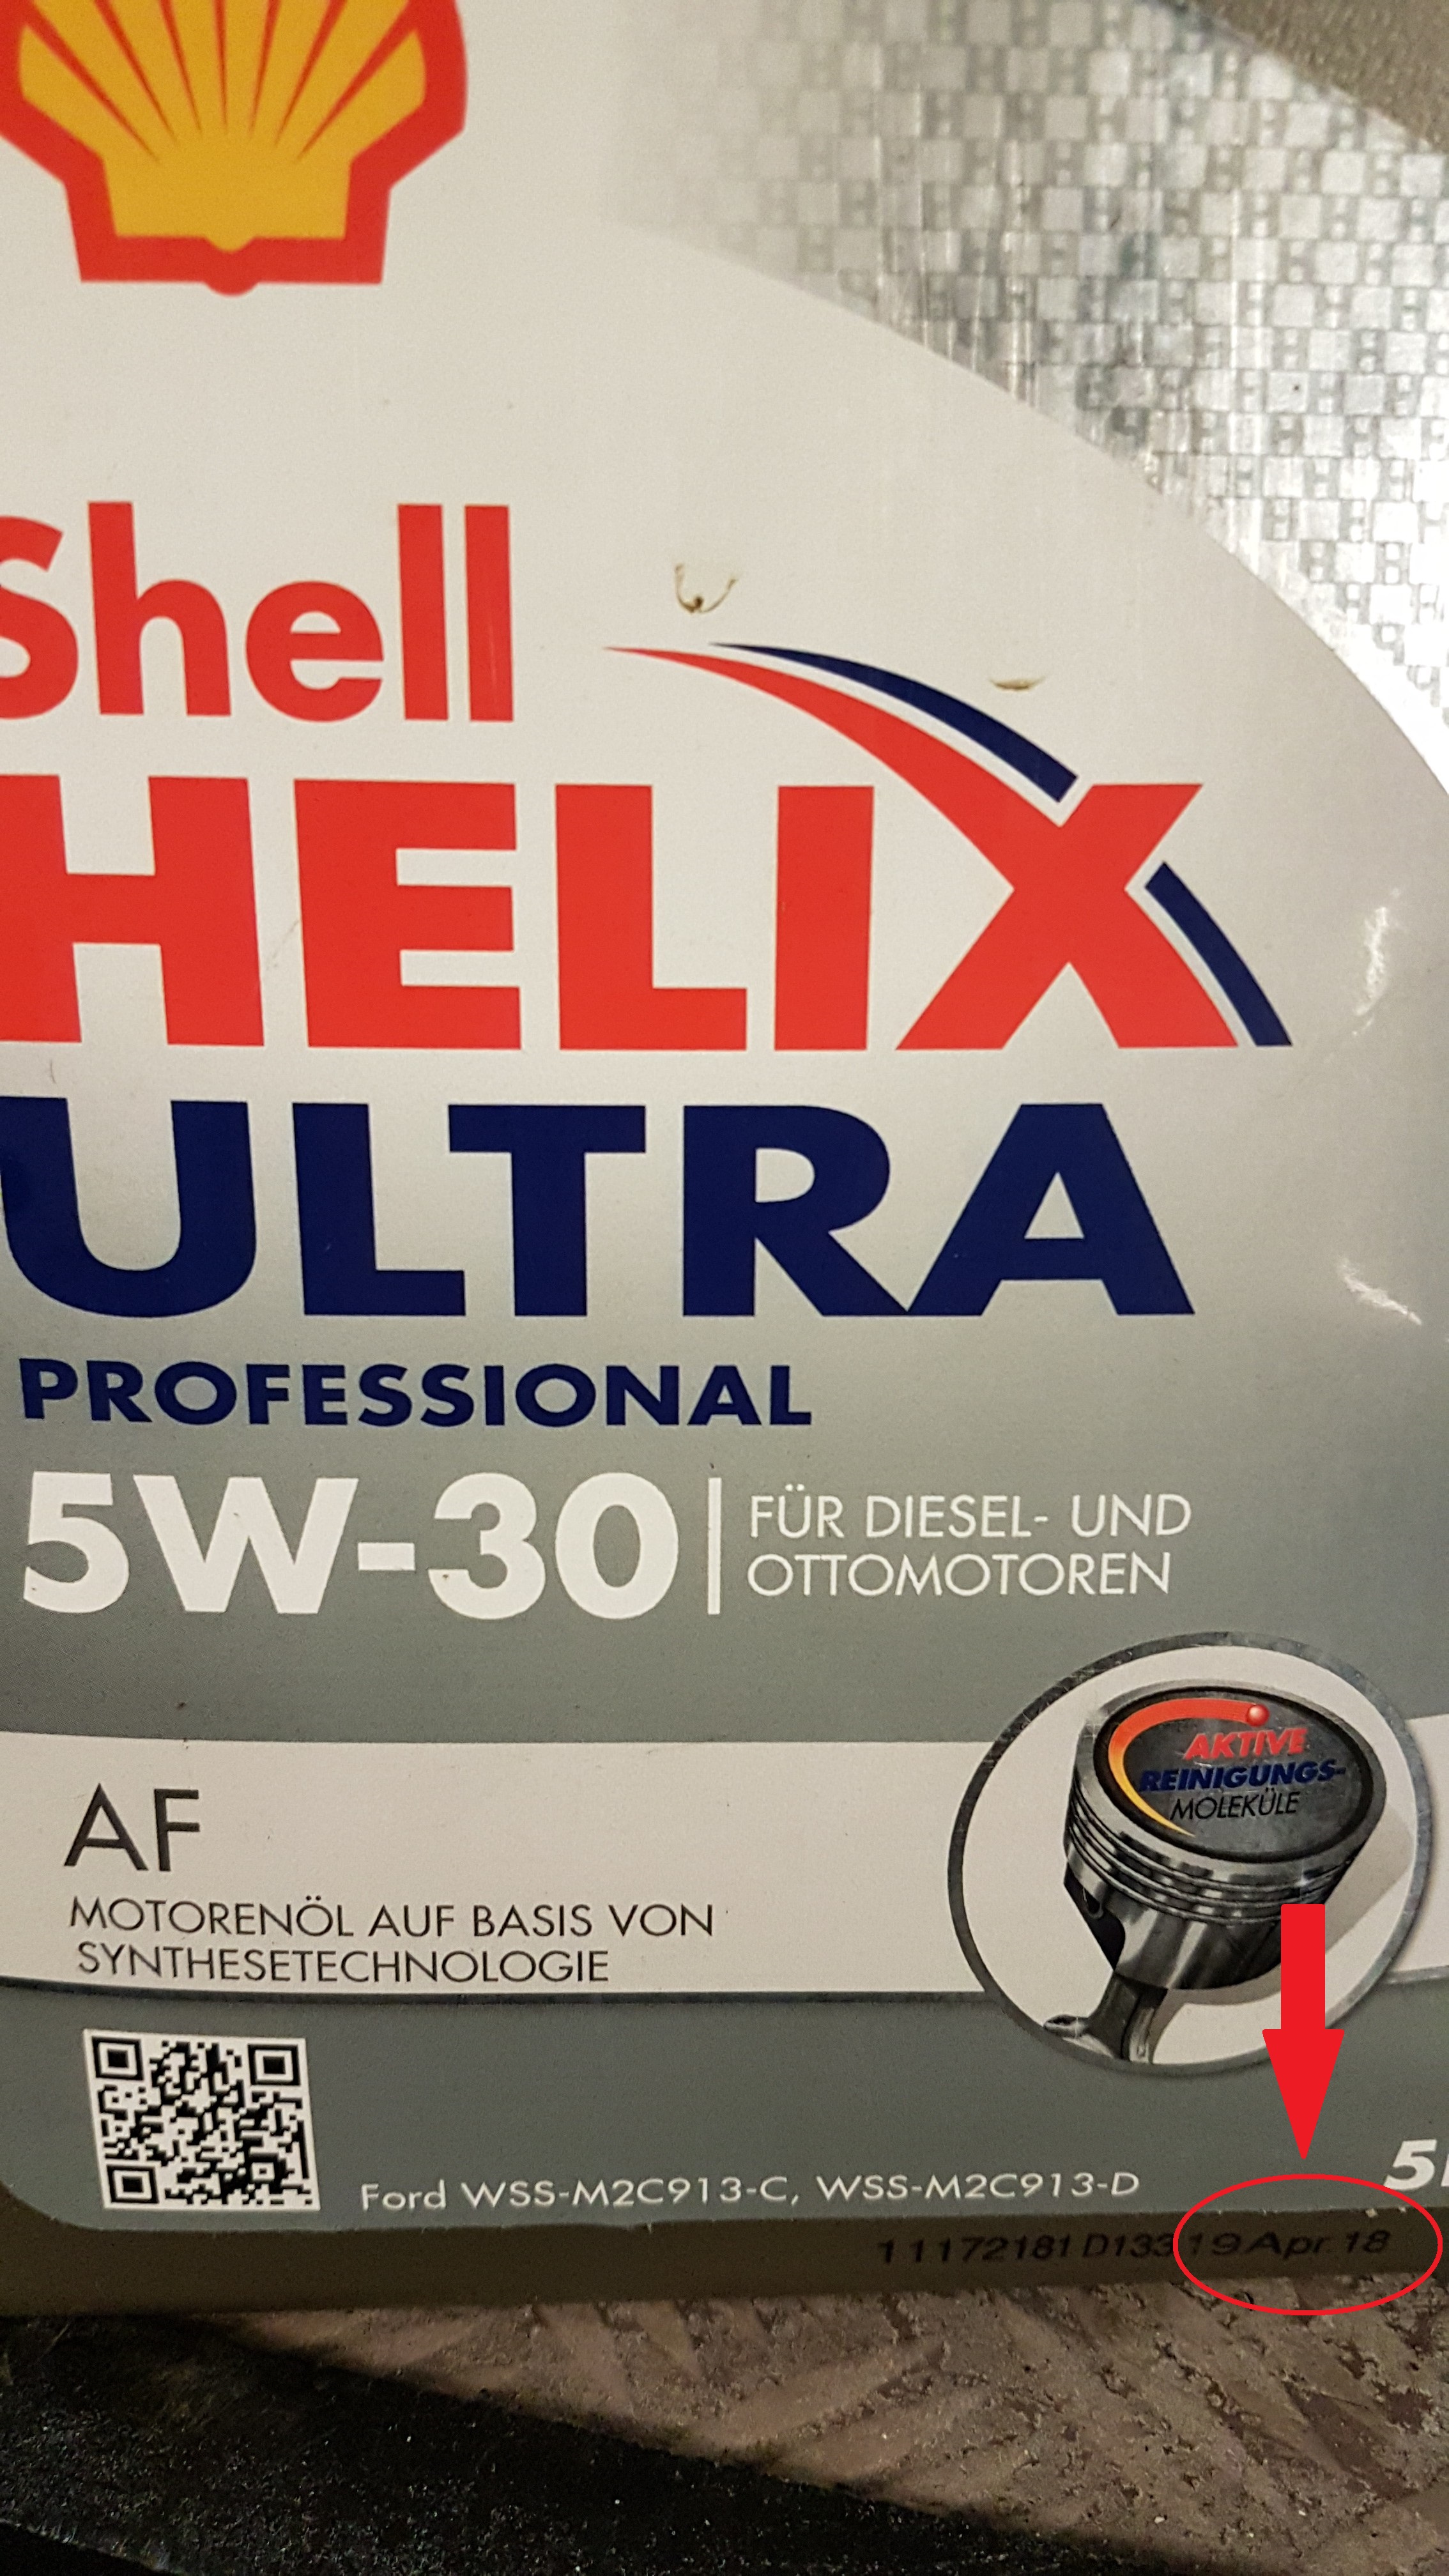 Shell
HELIX
ULTRA
PROFESSIONAL
5W-30
FÜR DIESEL- UND
OTTOMOTOREN
AKTIVE
REINIGUNGS-
MOLEKÜLE
AF
MOTORENÖL AUF BASIS VON
SYNTHESETECHNOLOGIE
Ford WSS-M2C913-C, WSS-M2C913-D
5
11172181 D133 19 Apr. 18